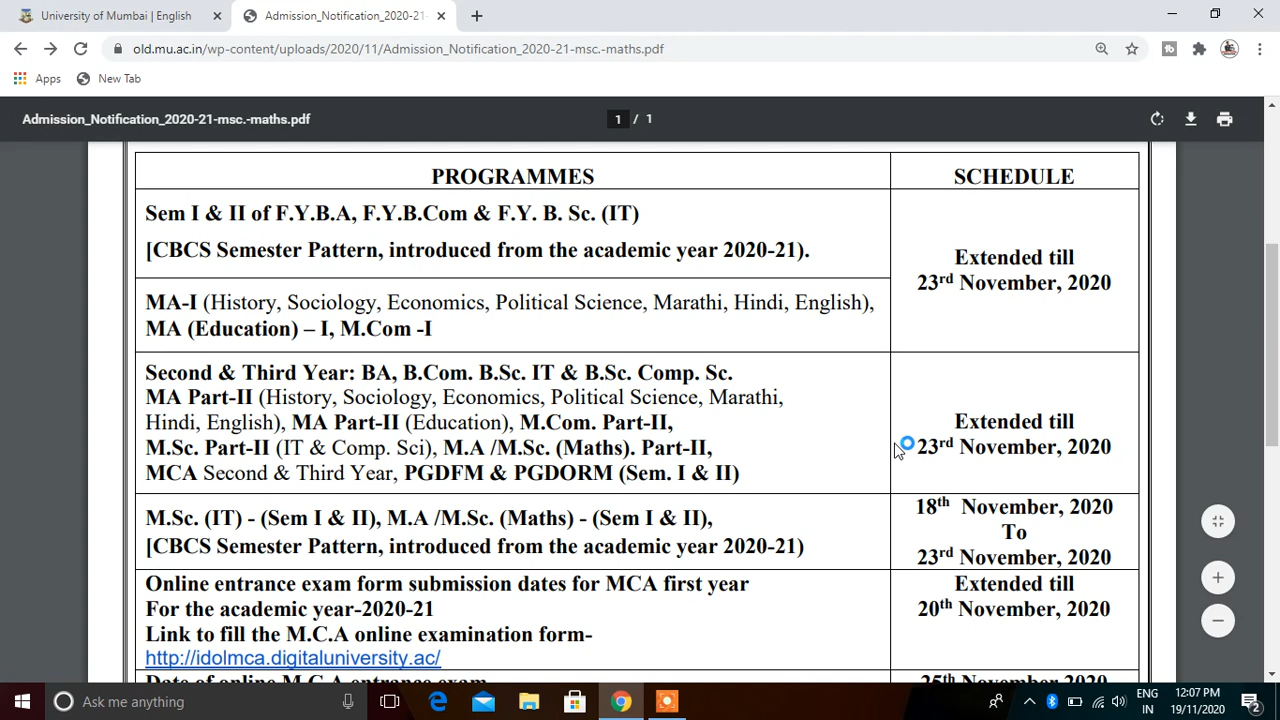 University of Mumbai | English
Admission_Notification_2020-21-
old.mu.ac.in/wp-content/uploads/2020/11/Admission_Notification_2020-21-msc.-maths.pdf
Apps
New Tab
Admission_Notification_2020-21-msc.-maths.pdf
1 / 1
PROGRAMMES
SCHEDULE
Sem I & II of F.Y.B.A, F.Y.B.Com & F.Y. B. Sc. (IT)
[CBCS Semester Pattern, introduced from the academic year 2020-21).
MA-I (History, Sociology, Economics, Political Science, Marathi, Hindi, English),
MA (Education) – I, M.Com -I
Extended till
23rd November, 2020
Second & Third Year: BA, B.Com. B.Sc. IT & B.Sc. Comp. Sc.
MA Part-II (History, Sociology, Economics, Political Science, Marathi,
Hindi, English), MA Part-II (Education), M.Com. Part-II,
M.Sc. Part-II (IT & Comp. Sci), M.A /M.Sc. (Maths). Part-II,
MCA Second & Third Year, PGDFM & PGDORM (Sem. I & II)
Extended till
23rd November, 2020
M.Sc. (IT) - (Sem I & II), M.A /M.Sc. (Maths) - (Sem I & II),
[CBCS Semester Pattern, introduced from the academic year 2020-21)
18th November, 2020
To
23rd November, 2020
Online entrance exam form submission dates for MCA first year
For the academic year-2020-21
Link to fill the M.C.A online examination form-
http://idolmca.digitaluniversity.ac/
Extended till
20th November, 2020
Date of online M.C.A entrance exam
25th November 2020
Ask me anything
ENG
IN
12:07 PM
19/11/2020
2